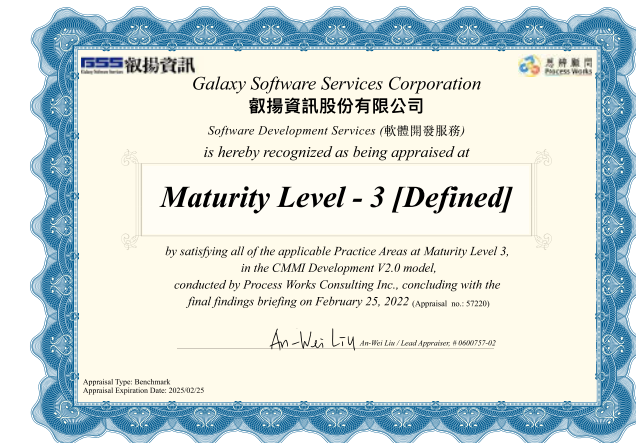 GSS 叡揚資訊
Galaxy Software Services
思 辨 顧 問
Process Works
Galaxy Software Services Corporation
叡揚資訊股份有限公司
Software Development Services (軟體開發服務)
is hereby recognized as being appraised at
Maturity Level - 3 [Defined]
by satisfying all of the applicable Practice Areas at Maturity Level 3,
in the CMMI Development V2.0 model,
conducted by Process Works Consulting Inc., concluding with the
final findings briefing on February 25, 2022 (Appraisal no.: 57220)
An-Wei Liu An-Wei Liu / Lead Appraiser, # 0600757-02
Appraisal Type: Benchmark
Appraisal Expiration Date: 2025/02/25